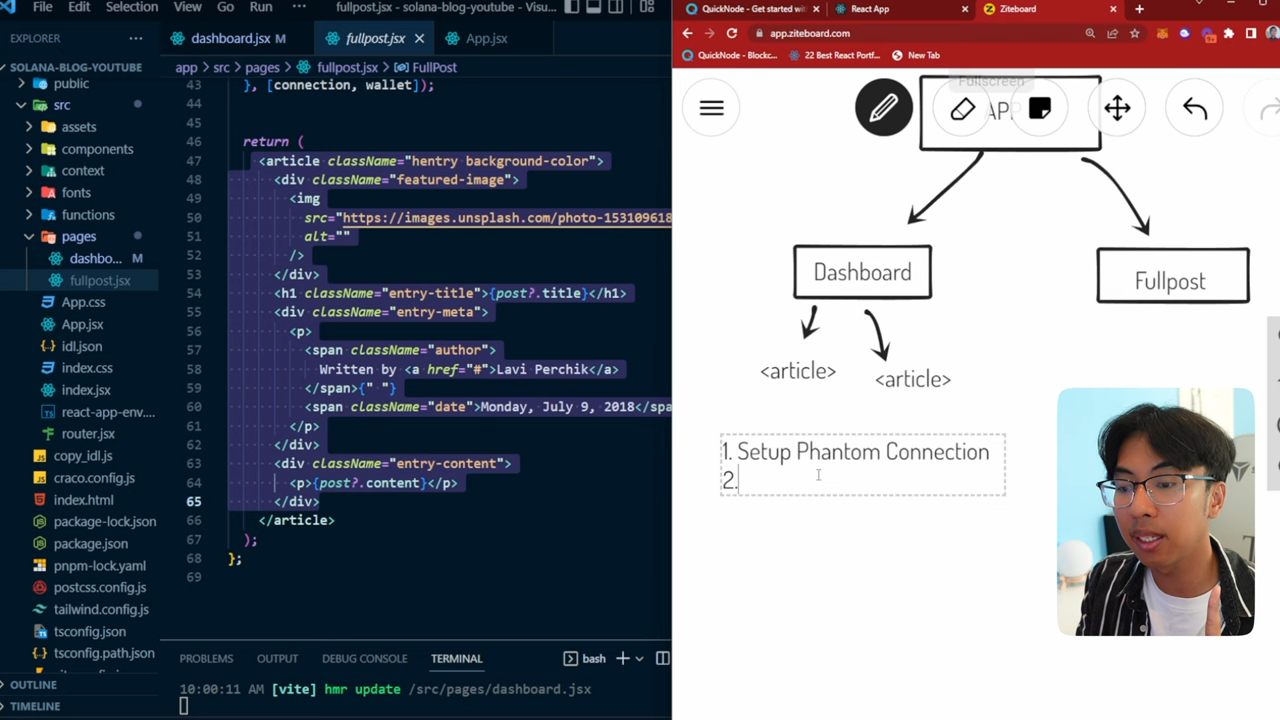 File Edit Selection View Go Run ··· fullpost.jsx - solana-blog-youtube - Visu...
EXPLORER ···
SOLANA-BLOG-YOUTUBE
public
src
assets
components
context
fonts
functions
pages
dashbo... M
fullpost.jsx
App.css
App.jsx
idl.json
index.css
index.jsx
react-app-env....
router.jsx
copy_idl.js
craco.config.js
index.html
package-lock.json
package.json
pnpm-lock.yaml
postcss.config.js
tailwind.config.js
tsconfig.json
tsconfig.path.json
OUTLINE
TIMELINE
dashboard.jsx M fullpost.jsx App.jsx
app > src > pages > fullpost.jsx > FullPost
43 }, [connection, wallet]);
44
45
46 return (
47 <article className="hentry background-color">
48 <div className="featured-image">
49 <img
50 src="https://images.unsplash.com/photo-153109618
51 alt=""
52 />
53 </div>
54 <h1 className="entry-title">{post?.title}</h1>
55 <div className="entry-meta">
56 <p>
57 <span className="author">
58 Written by <a href="#">Lavi Perchik</a>
59 </span>{" "}
60 <span className="date">Monday, July 9, 2018</spa
61 </p>
62 </div>
63 <div className="entry-content">
64 <p>{post?.content}</p>
65 </div>
66 </article>
67 );
68 };
69
PROBLEMS OUTPUT DEBUG CONSOLE TERMINAL bash
10:00:11 AM [vite] hmr update /src/pages/dashboard.jsx
QuickNode - Get started wit React App Ziteboard
app.ziteboard.com
QuickNode - Blockc... 22 Best React Portf... New Tab
Fullscreen
APP
Dashboard
Fullpost
<article>
<article>
1. Setup Phantom Connection
2.